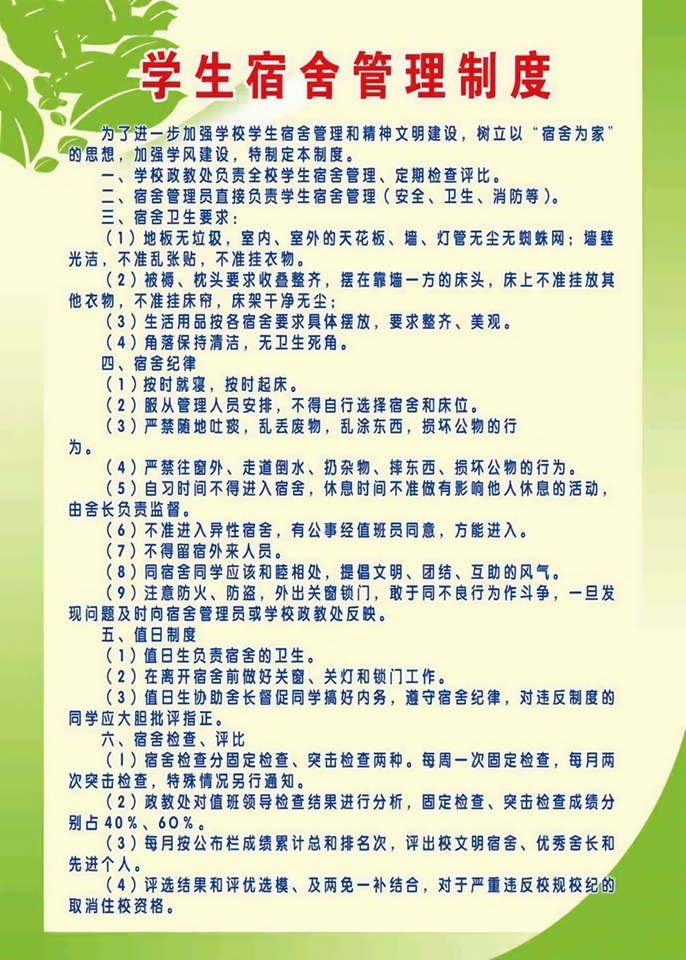 学生宿舍管理制度
为了进一步加强学校学生宿舍管理和精神文明建设，树立以“宿舍为家”
的思想，加强学风建设，特制定本制度。
一、学校政教处负责全校学生宿舍管理、定期检查评比。
二、宿舍管理员直接负责学生宿舍管理（安全、卫生、消防等）。
三、宿舍卫生要求：
（1）地板无垃圾，室内、室外的天花板、墙、灯管无尘无蜘蛛网；墙壁
光洁，不准乱张贴，不准挂衣物。
（2）被褥、枕头要求收叠整齐，摆在靠墙一方的床头，床上不准挂放其
他衣物，不准挂床帘，床架干净无尘；
（3）生活用品按各宿舍要求具体摆放，要求整齐、美观。
（4）角落保持清洁，无卫生死角。
四、宿舍纪律
（1）按时就寝，按时起床。
（2）服从管理人员安排，不得自行选择宿舍和床位。
（3）严禁随地吐痰，乱丢废物，乱涂东西，损坏公物的行
为。
（4）严禁往窗外、走道倒水、扔杂物、摔东西、损坏公物的行为。
（5）自习时间不得进入宿舍，休息时间不准做有影响他人休息的活动，
由舍长负责监督。
（6）不准进入异性宿舍，有公事经值班员同意，方能进入。
（7）不得留宿外来人员。
（8）同宿舍同学应该和睦相处，提倡文明、团结、互助的风气。
（9）注意防火、防盗，外出关窗锁门，敢于同不良行为作斗争，一旦发
现问题及时向宿舍管理员或学校政教处反映。
五、值日制度
（1）值日生负责宿舍的卫生。
（2）在离开宿舍前做好关窗、关灯和锁门工作。
（3）值日生协助舍长督促同学搞好内务，遵守宿舍纪律，对违反制度的
同学应大胆批评指正。
六、宿舍检查、评比
（1）宿舍检查分固定检查、突击检查两种。每周一次固定检查，每月两
次突击检查，特殊情况另行通知。
（2）政教处对值班领导检查结果进行分析，固定检查、突击检查成绩分
别占40%、60%。
（3）每月按公布栏成绩累计总和排名次，评出校文明宿舍、优秀舍长和
先进个人。
（4）评选结果和评优选模、及两免一补结合，对于严重违反校规校纪的
取消住校资格。